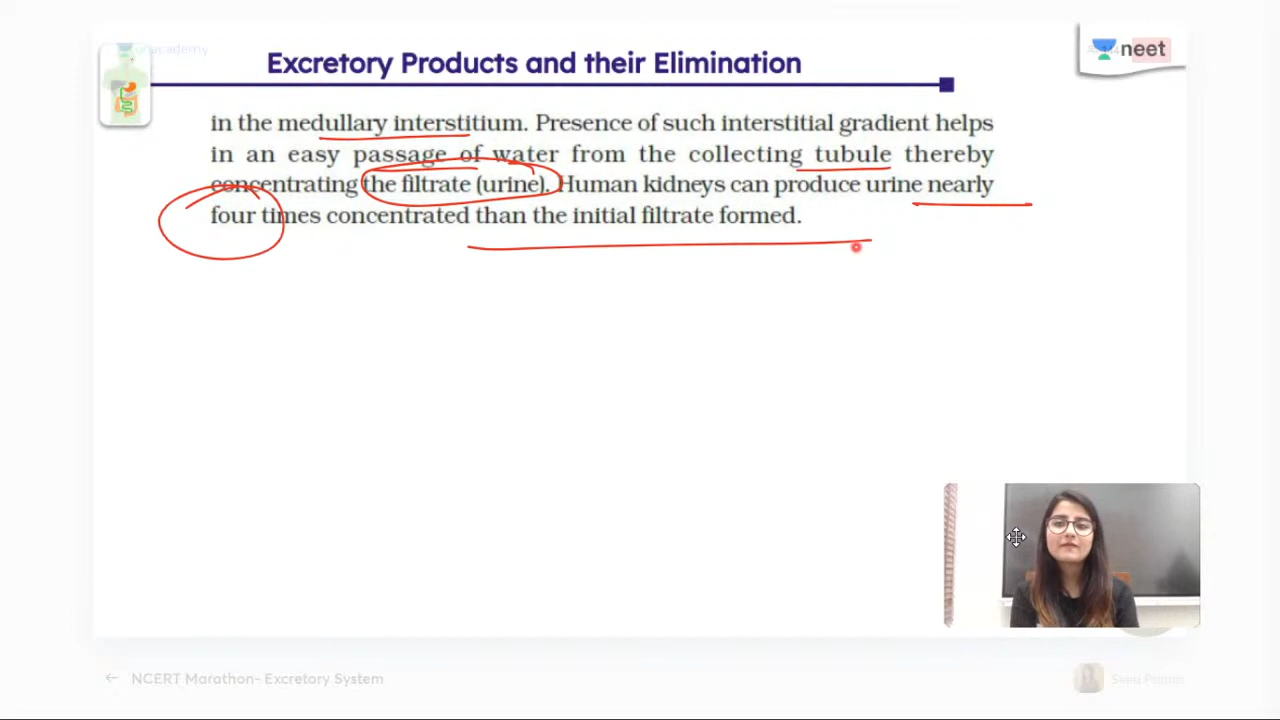 unacademy
neet
Excretory Products and their Elimination
in the medullary interstitium. Presence of such interstitial gradient helps
in an easy passage of water from the collecting tubule thereby
concentrating the filtrate (urine). Human kidneys can produce urine nearly
four times concentrated than the initial filtrate formed.
← NCERT Marathon- Excretory System